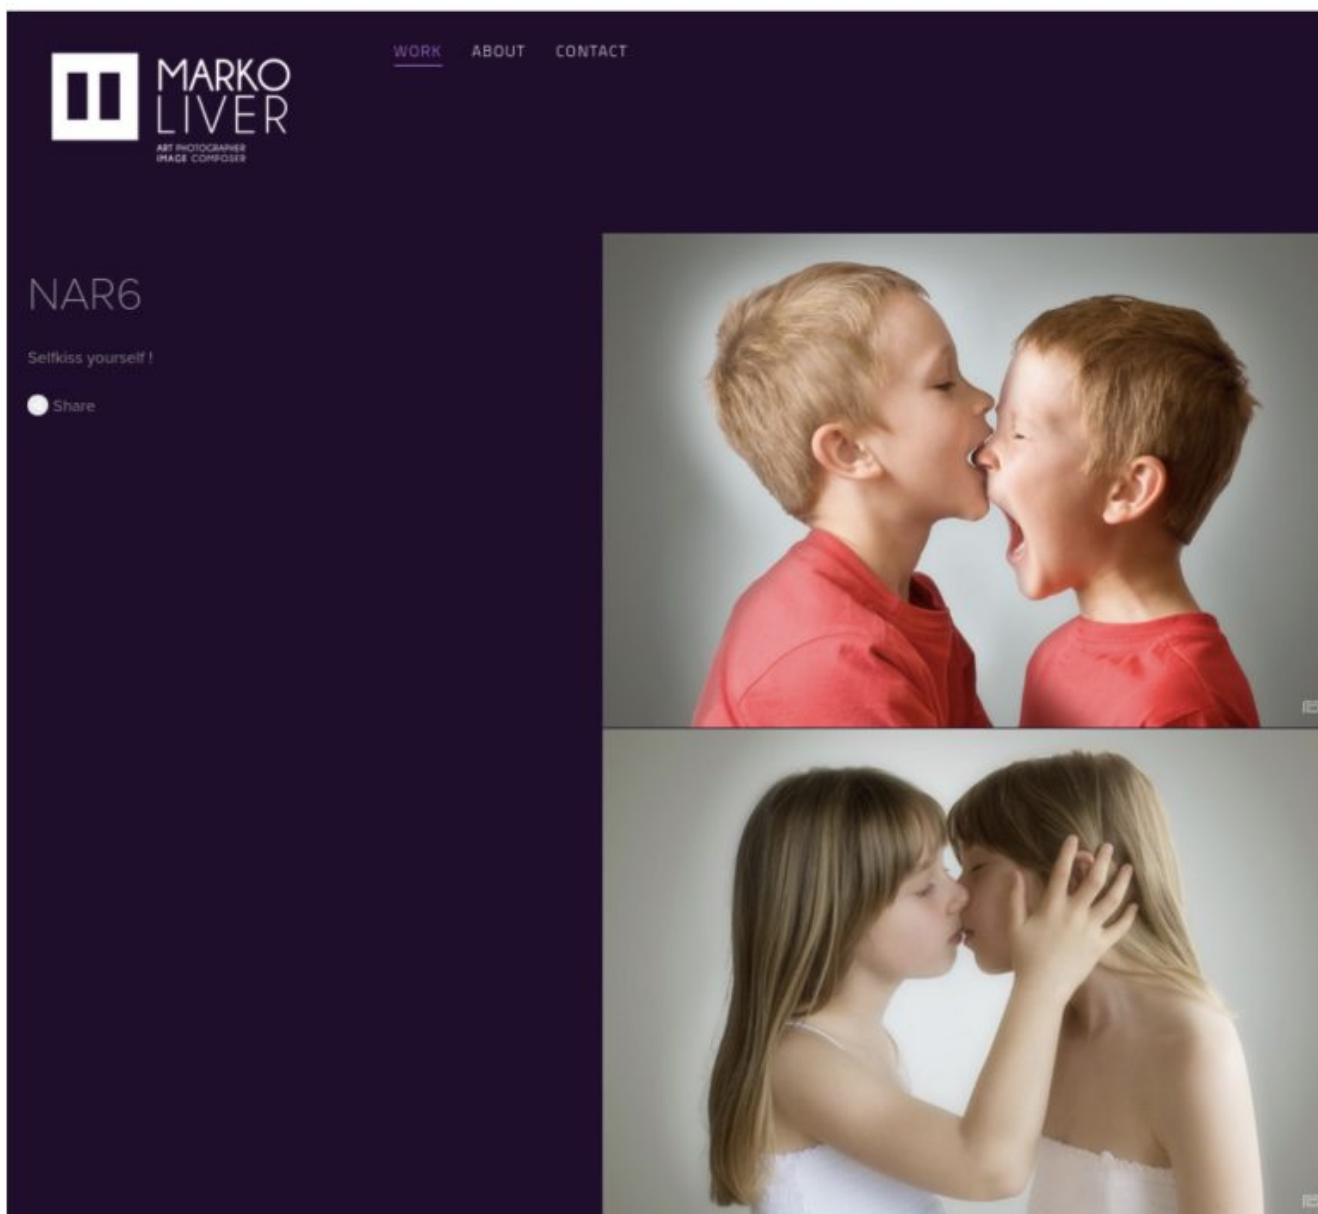 MARKO
LIVER
ART PHOTOGRAPHER
IMAGE COMPOSER
WORK ABOUT CONTACT
NAR6
Selfkiss yourself !
Share